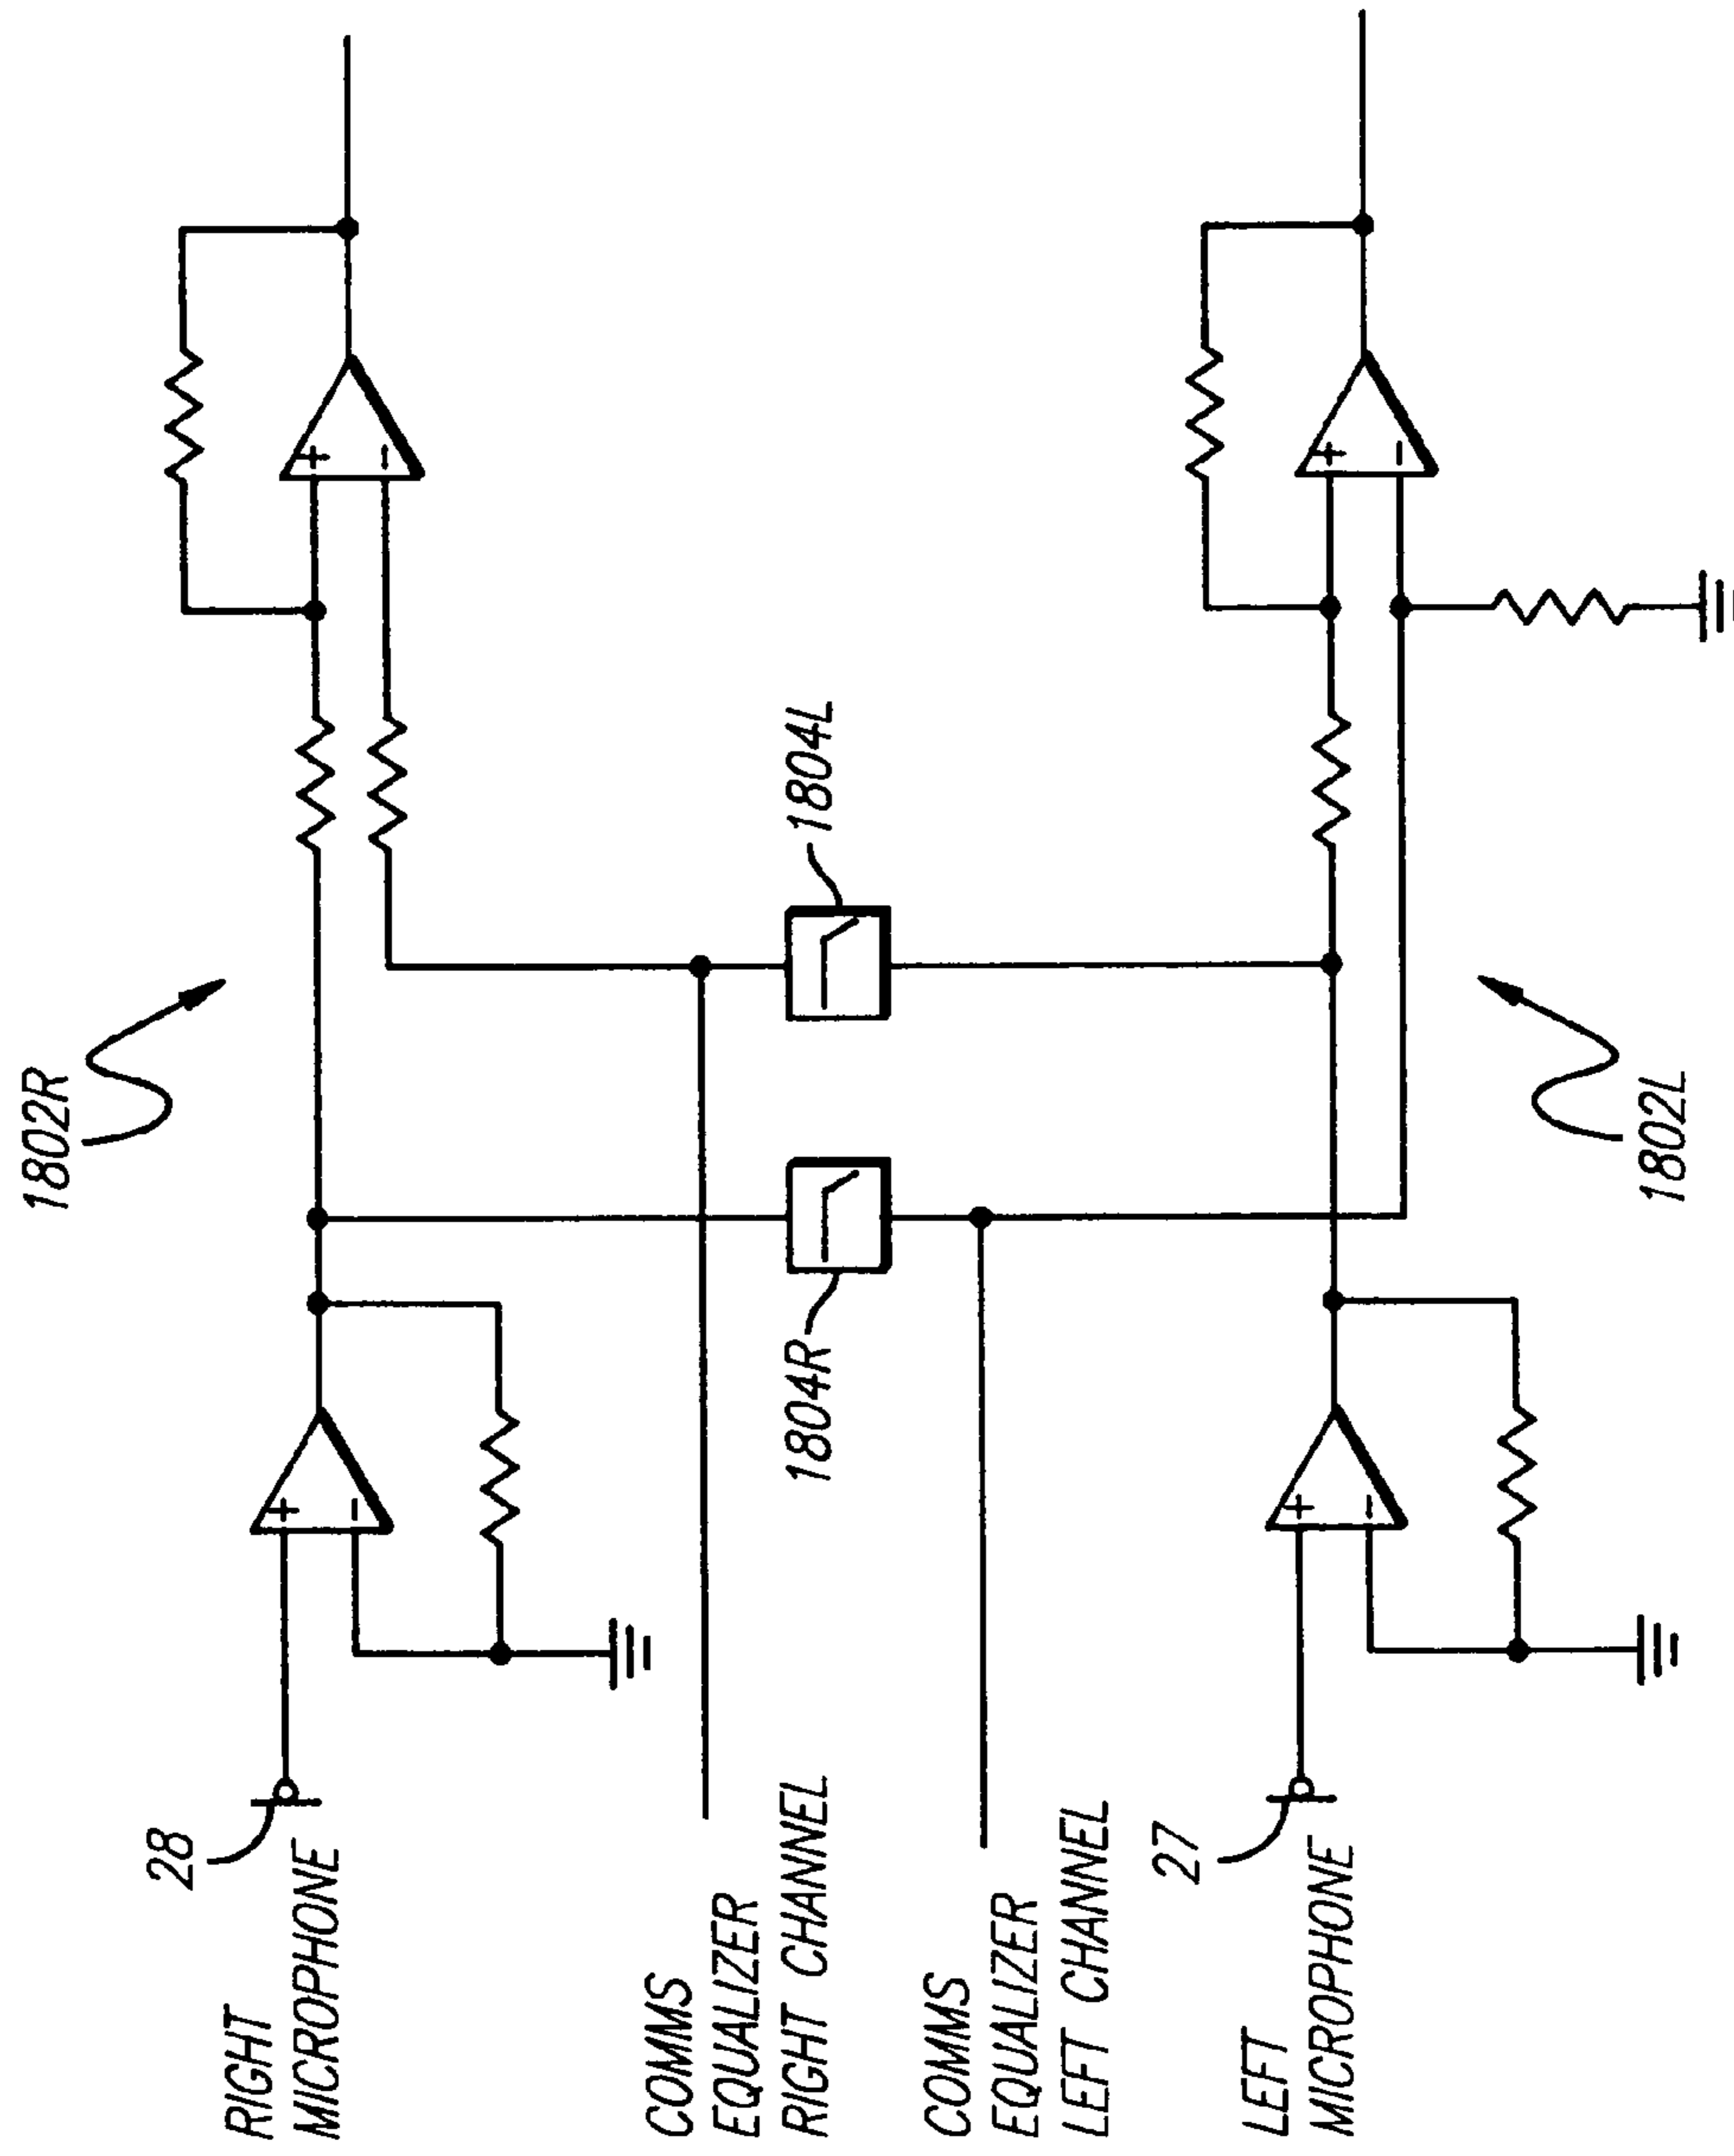 1802R
28
RIGHT
MICROPHONE
+
-
+
-
COMMS
EQUALIZER
RIGHT CHANNEL
1804R
1804L
COMMS
EQUALIZER
LEFT CHANNEL
27
LEFT
MICROPHONE
+
-
+
-
1802L